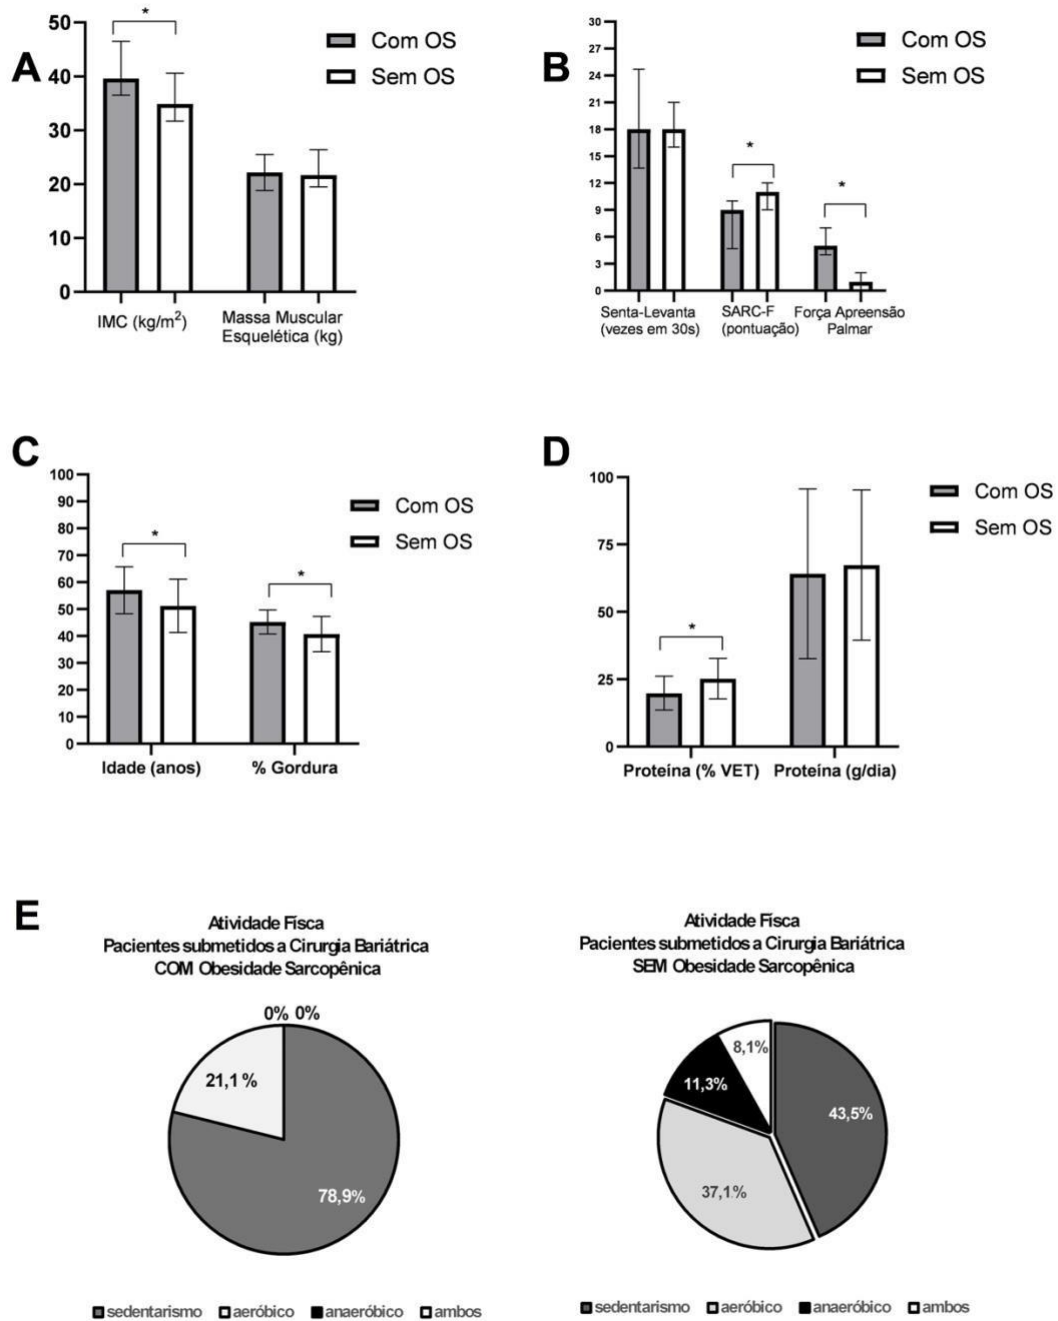 A
50
40
30
20
10
0
*
Com OS
Sem OS
IMC (kg/m²)
Massa Muscular
Esquelética (kg)
B
30
27
24
21
18
15
12
9
6
3
0
*
*
Com OS
Sem OS
Senta-Levanta
(vezes em 30s)
SARC-F
(pontuação)
Força Apreensão
Palmar
C
100
90
80
70
60
50
40
30
20
10
0
*
*
Com OS
Sem OS
Idade (anos)
% Gordura
D
100
75
50
25
0
*
Com OS
Sem OS
Proteína (% VET)
Proteína (g/dia)
E
Atividade Físca
Pacientes submetidos a Cirurgia Bariátrica
COM Obesidade Sarcopênica
0% 0%
21,1 %
78,9%
sedentarismo aeróbico anaeróbico ambos
Atividade Físca
Pacientes submetidos a Cirurgia Bariátrica
SEM Obesidade Sarcopênica
8,1%
11,3%
43,5%
37,1%
sedentarismo aeróbico anaeróbico ambos